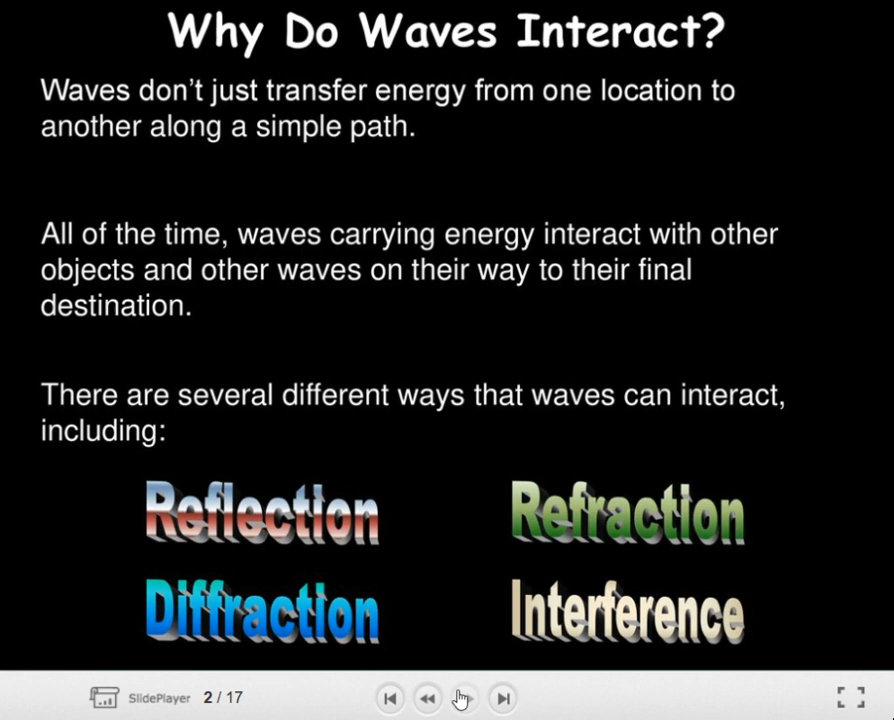 Why Do Waves Interact?
Waves don't just transfer energy from one location to
another along a simple path.
All of the time, waves carrying energy interact with other
objects and other waves on their way to their final
destination.
There are several different ways that waves can interact,
including:
Reflection
Refraction
Diffraction
Interference
SlidePlayer 2 / 17